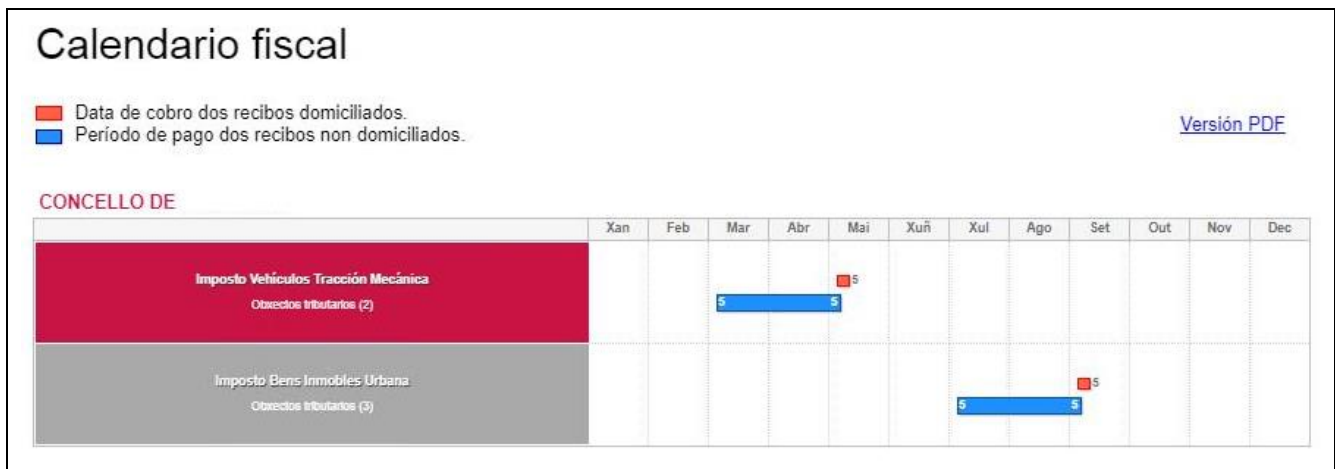 Calendario fiscal
Data de cobro dos recibos domiciliados.
Período de pago dos recibos non domiciliados.
Versión PDF
CONCELLO DE
Xan Feb Mar Abr Mai Xuñ Xul Ago Set Out Nov Dec
Imposto Vehículos Tracción Mecánica
Obxectos tributarios (2)
5
5 5
Imposto Bens Inmobles Urbana
Obxectos tributarios (3)
5
5 5